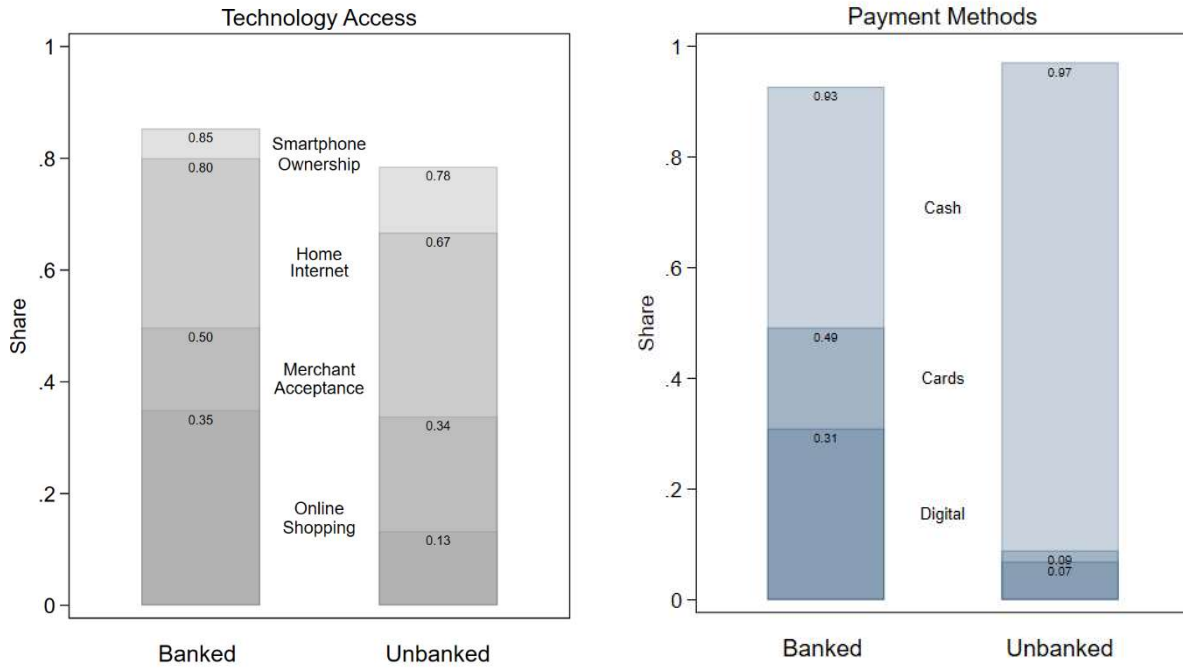 Technology Access
1
.8
.6
.4
.2
0
Share
0.85
0.80
0.50
0.35
Smartphone
Ownership
Home
Internet
Merchant
Acceptance
Online
Shopping
0.78
0.67
0.34
0.13
Banked
Unbanked
Payment Methods
1
.8
.6
.4
.2
0
Share
0.93
0.49
0.31
Cash
Cards
Digital
0.97
0.09
0.07
Banked
Unbanked